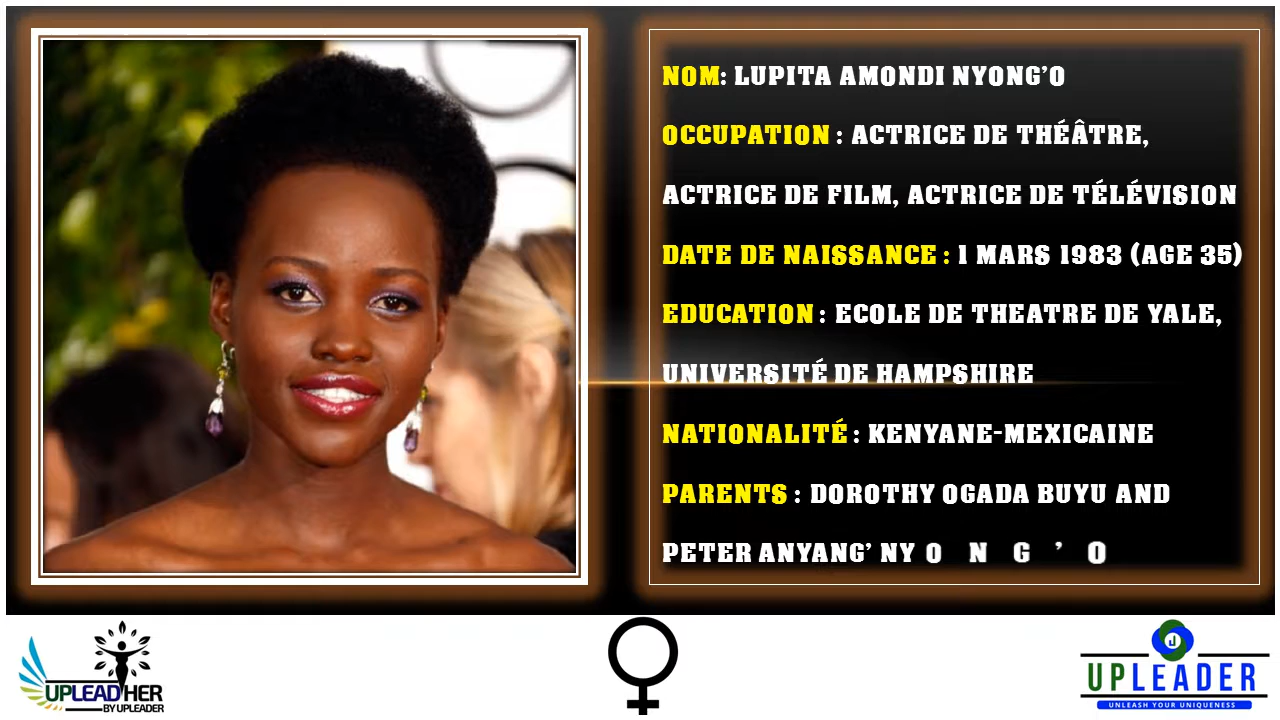 NOM: LUPITA AMONDI NYONG’O
OCCUPATION : ACTRICE DE THÉÂTRE,
ACTRICE DE FILM, ACTRICE DE TÉLÉVISION
DATE DE NAISSANCE : 1 MARS 1983 (AGE 35)
EDUCATION : ECOLE DE THEATRE DE YALE,
UNIVERSITÉ DE HAMPSHIRE
NATIONALITÉ : KENYANE-MEXICAINE
PARENTS : DOROTHY OGADA BUYU AND
PETER ANYANG’ NY O N G ’ O
UPLEAD'HER
BY UPLEADER
UPLEADER
UNLEASH YOUR UNIQUENESS